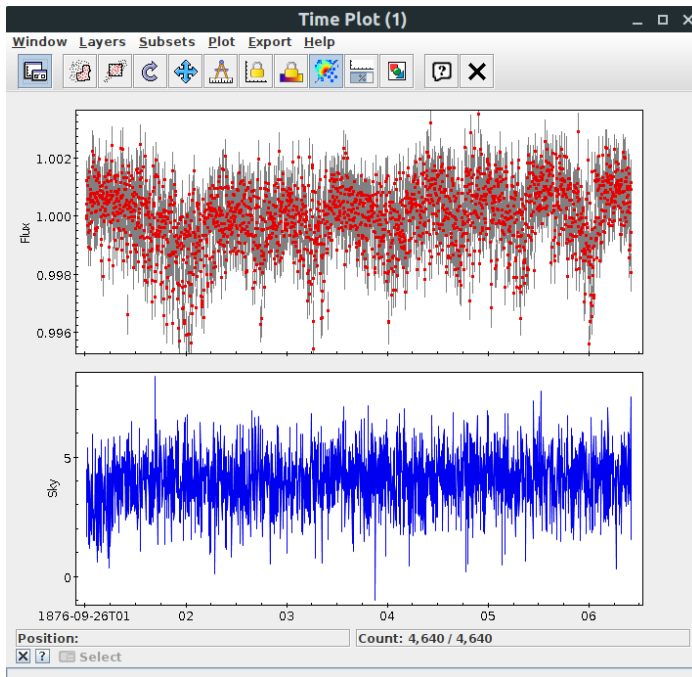 Time Plot (1)
Window Layers Subsets Plot Export Help
1.002
1.000
0.998
0.996
Flux
5
0
Sky
1876-09-26T01 02 03 04 05 06
Position: Count: 4,640 / 4,640
Select